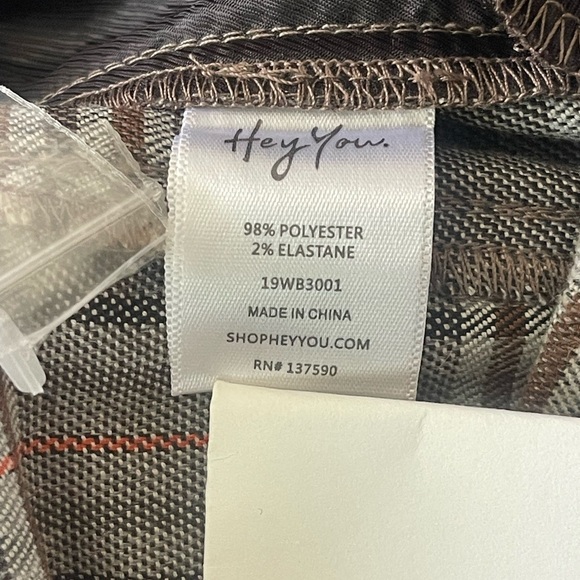 Hey You.
98% POLYESTER
2% ELASTANE
19WB3001
MADE IN CHINA
SHOPHEYYOU.COM
RN# 137590